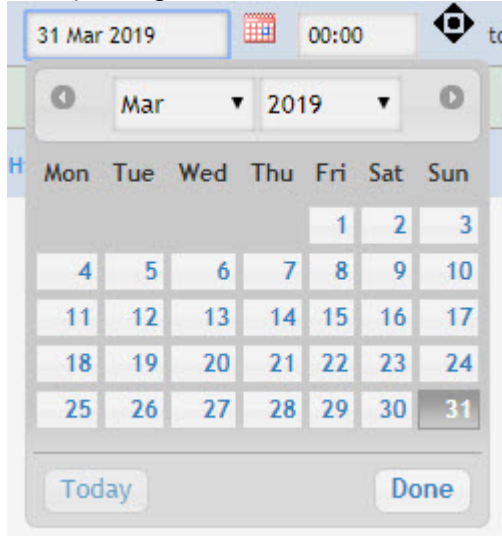 31 Mar 2019 00:00 to
Mar 2019
Mon Tue Wed Thu Fri Sat Sun
1 2 3
4 5 6 7 8 9 10
11 12 13 14 15 16 17
18 19 20 21 22 23 24
25 26 27 28 29 30 31
Today Done